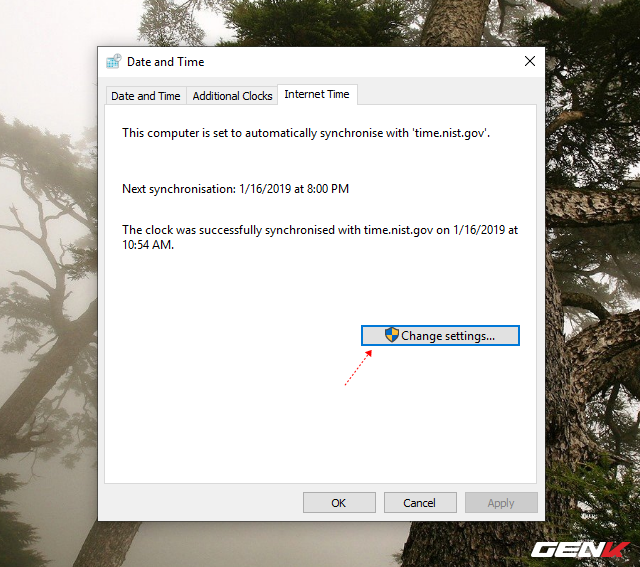 Date and Time
Date and Time
Additional Clocks
Internet Time
This computer is set to automatically synchronise with 'time.nist.gov'.
Next synchronisation: 1/16/2019 at 8:00 PM
The clock was successfully synchronised with time.nist.gov on 1/16/2019 at
10:54 AM.
Change settings...
OK
Cancel
Apply
GENK